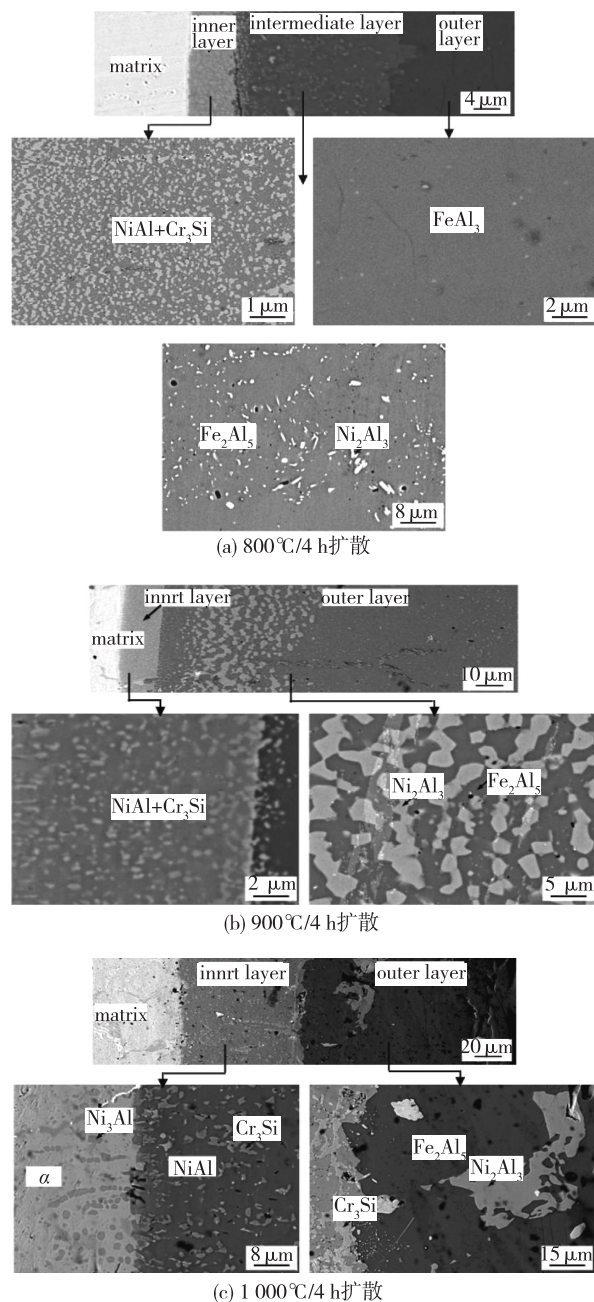 inner
layer
intermediate layer
outer
layer
matrix
4 μm
NiAl+Cr₃Si
1 μm
FeAl₃
2 μm
Fe₂Al₅
Ni₂Al₃
8 μm
(a) 800℃/4 h扩散
innrt layer
outer layer
matrix
10 μm
NiAl+Cr₃Si
2 μm
Ni₂Al₃
Fe₂Al₅
5 μm
(b) 900℃/4 h扩散
innrt layer
outer layer
matrix
20 μm
Ni₃Al
Cr₃Si
NiAl
α
8 μm
Fe₂Al₅
Ni₂Al₃
Cr₃Si
15 μm
(c) 1 000℃/4 h扩散